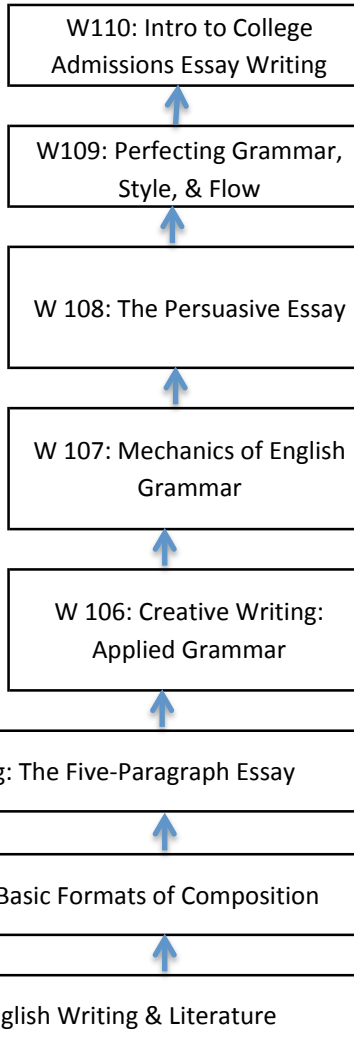 W110: Intro to College
Admissions Essay Writing
W109: Perfecting Grammar,
Style, & Flow
W 108: The Persuasive Essay
W 107: Mechanics of English
Grammar
W 106: Creative Writing:
Applied Grammar
: The Five-Paragraph Essay
Basic Formats of Composition
glish Writing & Literature